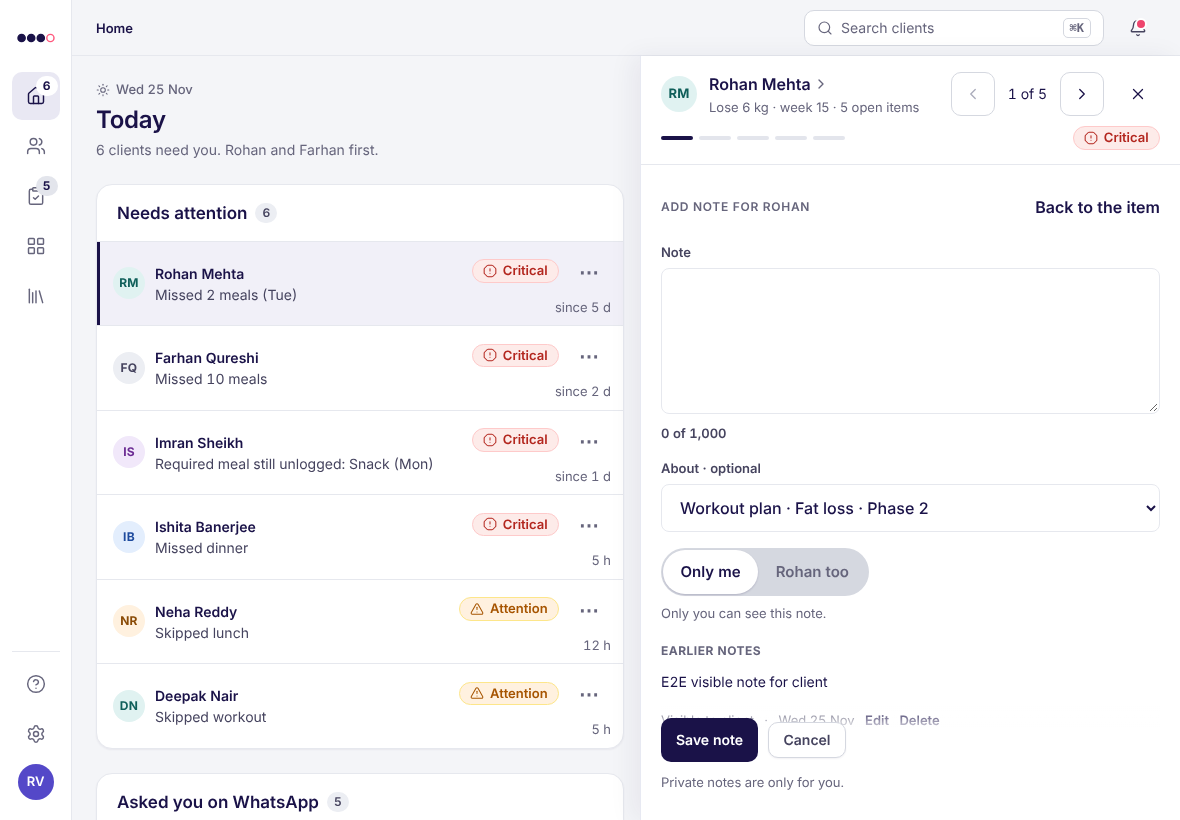 Home
Search clients
⌘K
6
5
Wed 25 Nov
Today
6 clients need you. Rohan and Farhan first.
Needs attention 6
RM
Rohan Mehta
Missed 2 meals (Tue)
Critical
since 5 d
FQ
Farhan Qureshi
Missed 10 meals
Critical
since 2 d
IS
Imran Sheikh
Required meal still unlogged: Snack (Mon)
Critical
since 1 d
IB
Ishita Banerjee
Missed dinner
Critical
5 h
NR
Neha Reddy
Skipped lunch
Attention
12 h
DN
Deepak Nair
Skipped workout
Attention
5 h
Asked you on WhatsApp 5
RV
RM
Rohan Mehta
Lose 6 kg · week 15 · 5 open items
1 of 5
Critical
ADD NOTE FOR ROHAN
Back to the item
Note
0 of 1,000
About · optional
Workout plan · Fat loss · Phase 2
Only me
Rohan too
Only you can see this note.
EARLIER NOTES
E2E visible note for client
Visible to client · Wed 25 Nov Edit Delete
Save note
Cancel
Private notes are only for you.